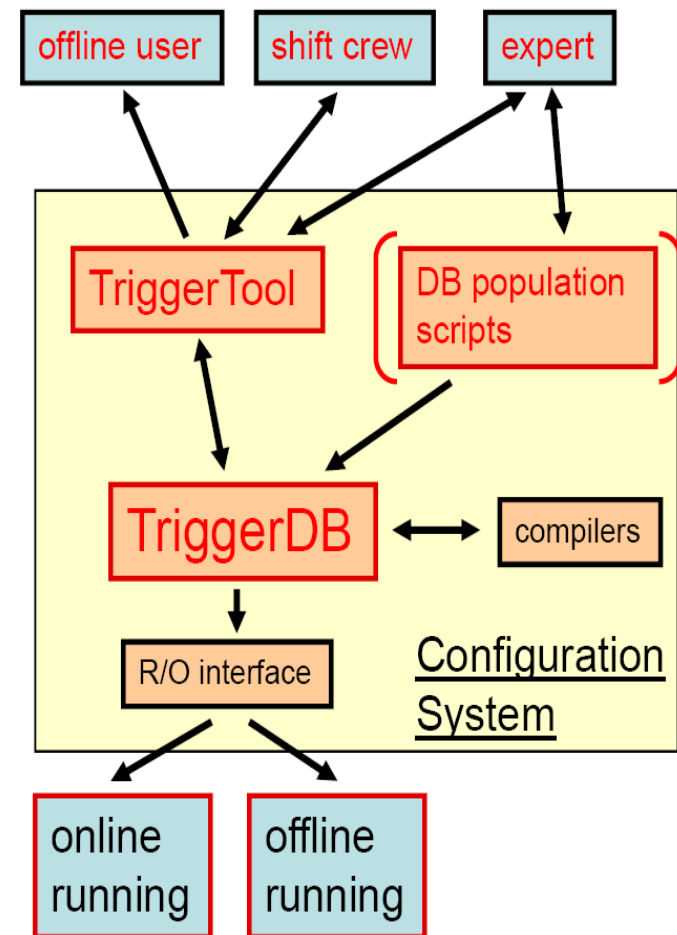 offline user
shift crew
expert
TriggerTool
DB population
scripts
TriggerDB
compilers
R/O interface
Configuration
System
online
running
offline
running